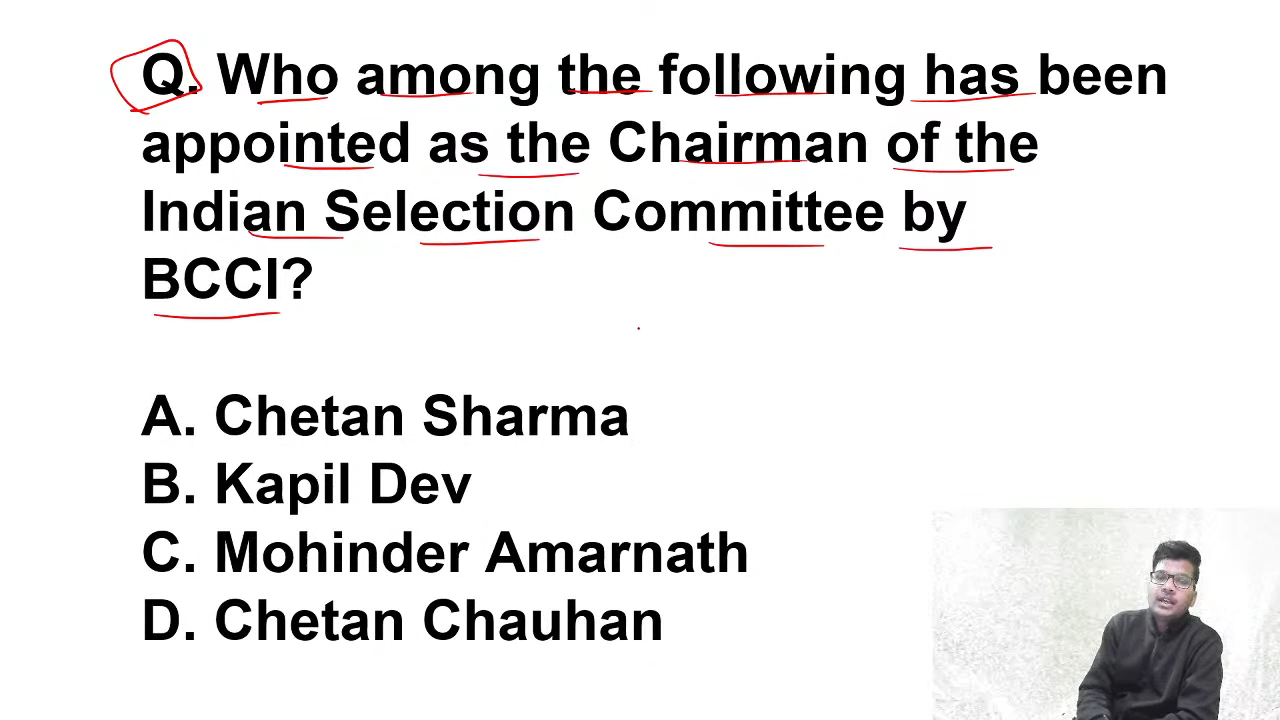 Q. Who among the following has been
appointed as the Chairman of the
Indian Selection Committee by
BCCI?
A. Chetan Sharma
B. Kapil Dev
C. Mohinder Amarnath
D. Chetan Chauhan